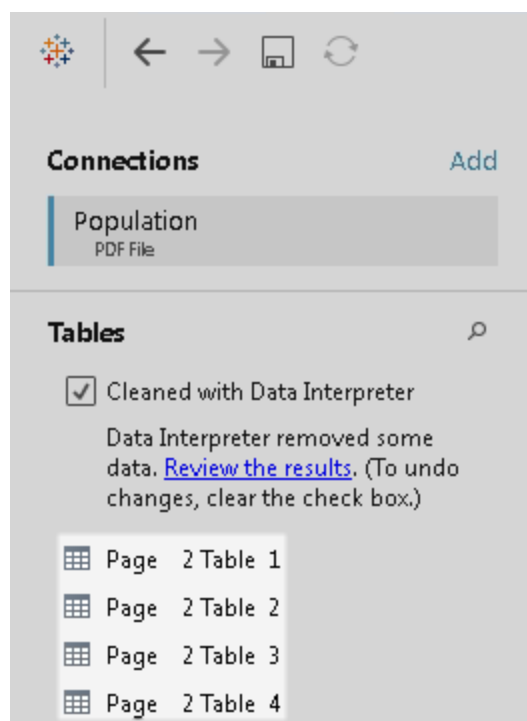 Connections Add
Population
PDF File
Tables
Cleaned with Data Interpreter
Data Interpreter removed some
data. Review the results. (To undo
changes, clear the check box.)
Page 2 Table 1
Page 2 Table 2
Page 2 Table 3
Page 2 Table 4